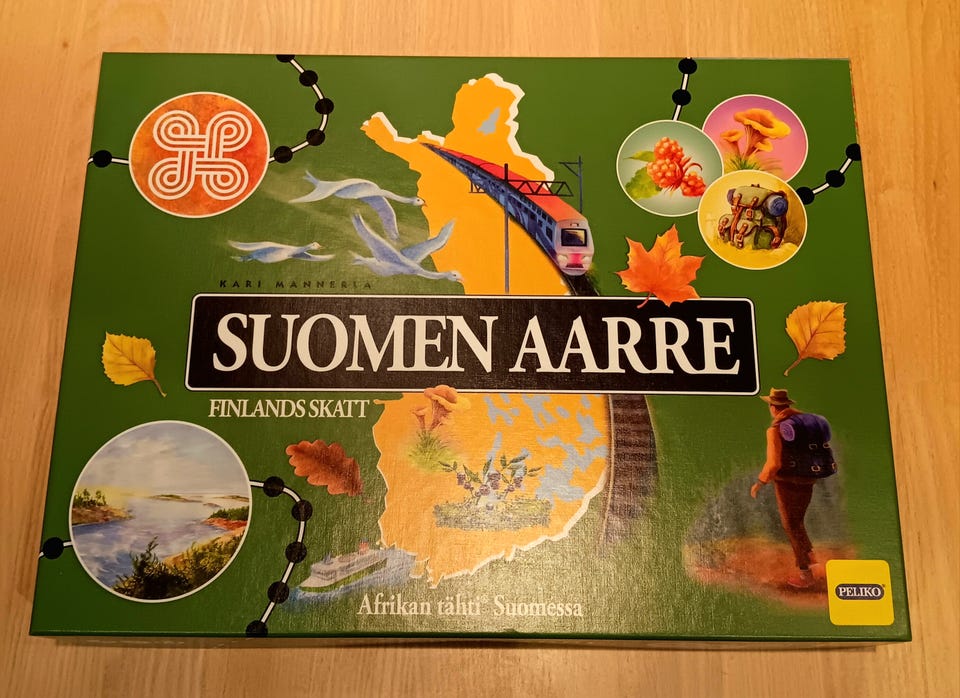 KARI MANNERLA
SUOMEN AARRE
FINLANDS SKATT
Afrikan tähti® Suomessa
PELIKO®